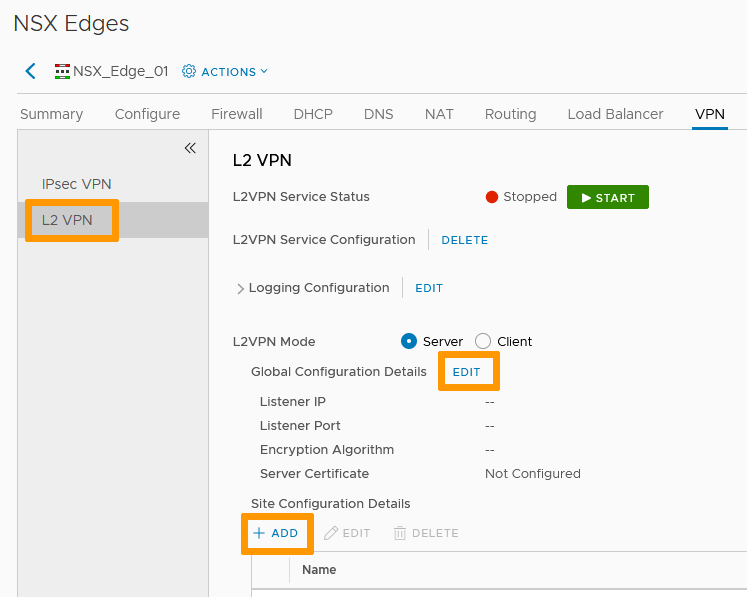 NSX Edges
NSX_Edge_01 ACTIONS
Summary Configure Firewall DHCP DNS NAT Routing Load Balancer VPN
IPsec VPN
L2 VPN
L2 VPN
L2VPN Service Status Stopped START
L2VPN Service Configuration DELETE
Logging Configuration EDIT
L2VPN Mode Server Client
Global Configuration Details EDIT
Listener IP --
Listener Port --
Encryption Algorithm --
Server Certificate Not Configured
Site Configuration Details
+ ADD EDIT DELETE
Name